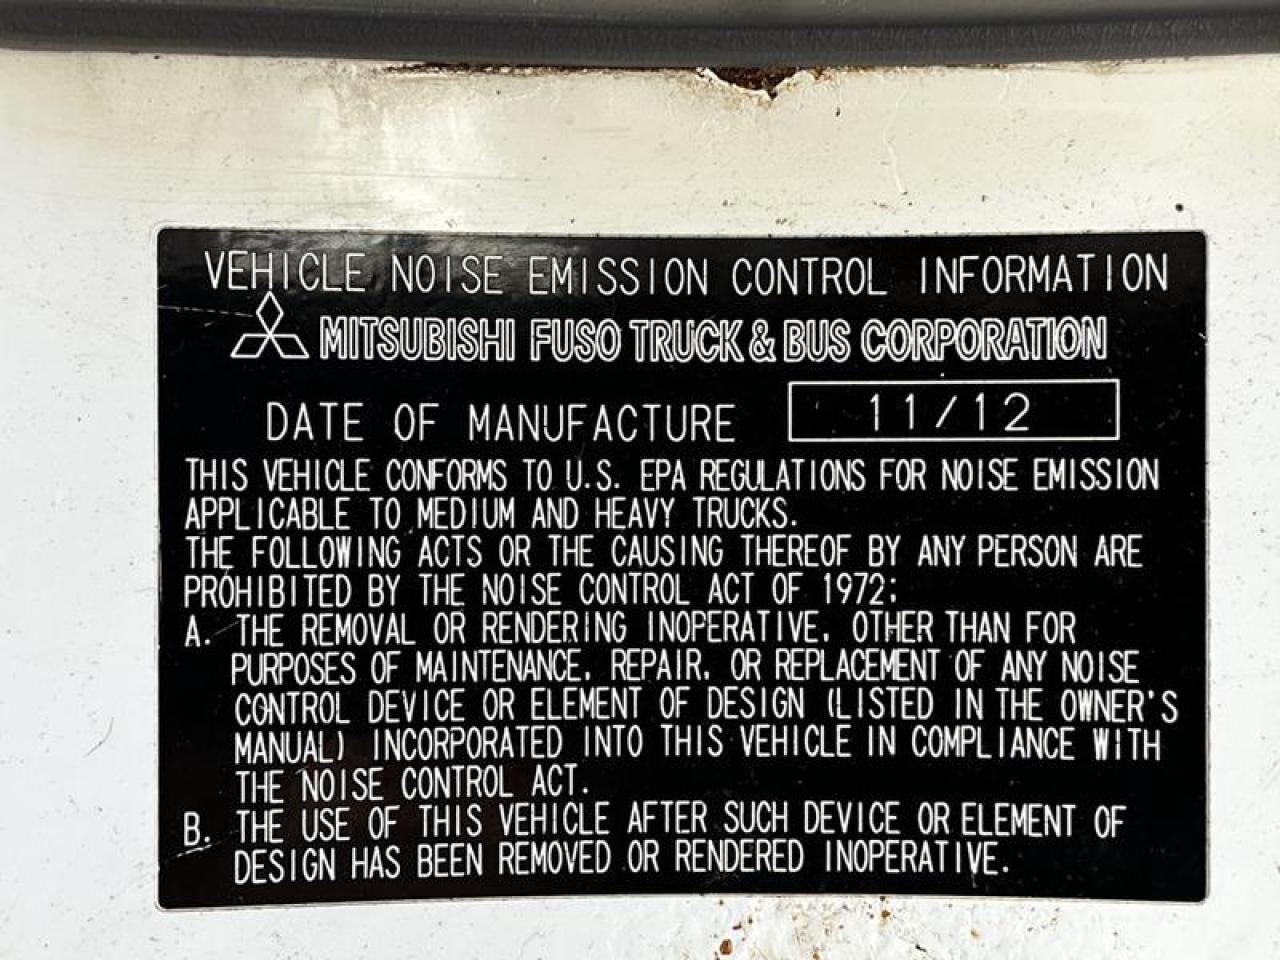 VEHICLE NOISE EMISSION CONTROL INFORMATION
MITSUBISHI FUSO TRUCK & BUS CORPORATION
DATE OF MANUFACTURE 11/12
THIS VEHICLE CONFORMS TO U.S. EPA REGULATIONS FOR NOISE EMISSION
APPLICABLE TO MEDIUM AND HEAVY TRUCKS.
THE FOLLOWING ACTS OR THE CAUSING THEREOF BY ANY PERSON ARE
PROHIBITED BY THE NOISE CONTROL ACT OF 1972:
A. THE REMOVAL OR RENDERING INOPERATIVE, OTHER THAN FOR
PURPOSES OF MAINTENANCE, REPAIR, OR REPLACEMENT OF ANY NOISE
CONTROL DEVICE OR ELEMENT OF DESIGN (LISTED IN THE OWNER'S
MANUAL) INCORPORATED INTO THIS VEHICLE IN COMPLIANCE WITH
THE NOISE CONTROL ACT.
B. THE USE OF THIS VEHICLE AFTER SUCH DEVICE OR ELEMENT OF
DESIGN HAS BEEN REMOVED OR RENDERED INOPERATIVE.